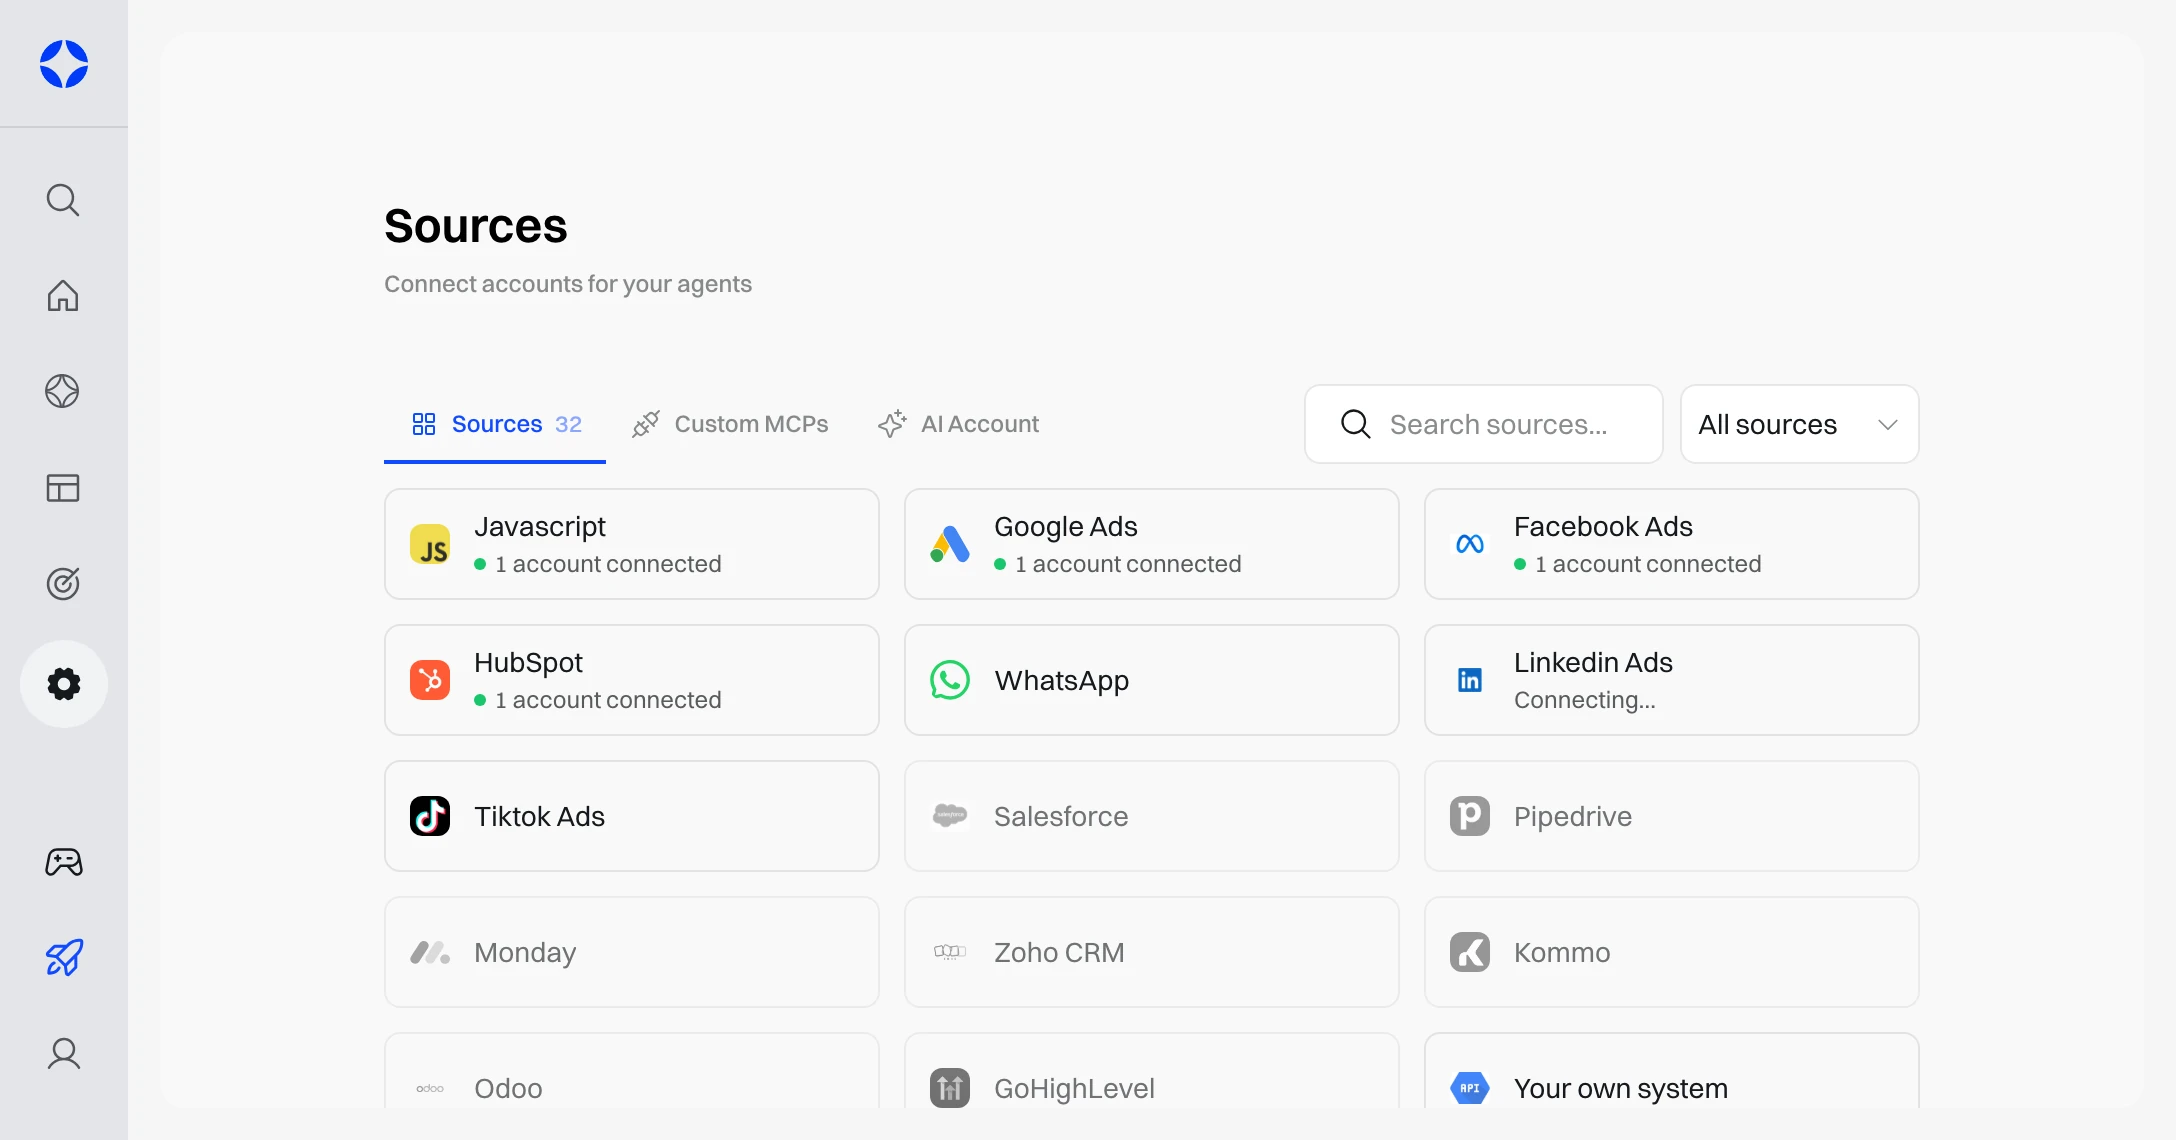 Sources
Connect accounts for your agents
Sources 32
Custom MCPs
AI Account
Search sources...
All sources
JS
Javascript
1 account connected
Google Ads
1 account connected
Facebook Ads
1 account connected
HubSpot
1 account connected
WhatsApp
in
Linkedin Ads
Connecting...
Tiktok Ads
salesforce
Salesforce
Pipedrive
Monday
Zoho CRM
Kommo
odoo
Odoo
GoHighLevel
API
Your own system